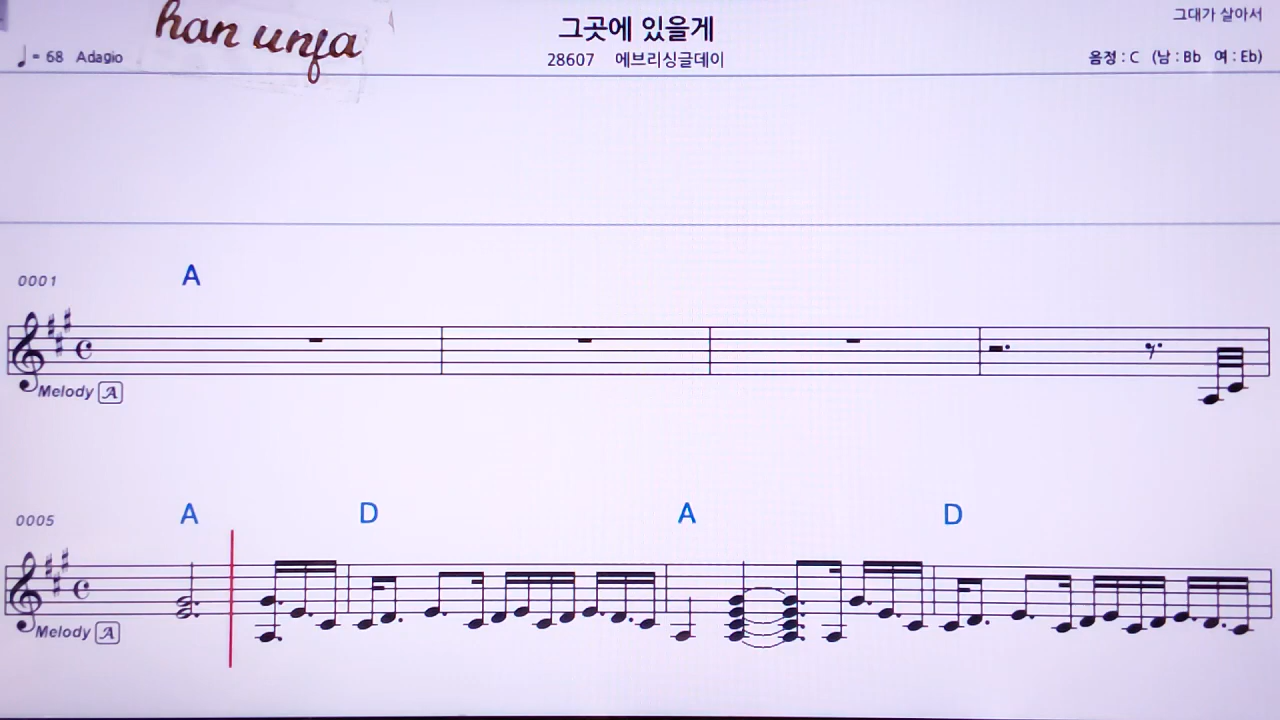 han unja
그곳에 있을게
그대가 살아서
♩= 68 Adagio
28607 에브리싱글데이
음정 : C (남 : Bb 여 : Eb)
0001
A
Melody A
0005
A D A D
Melody A